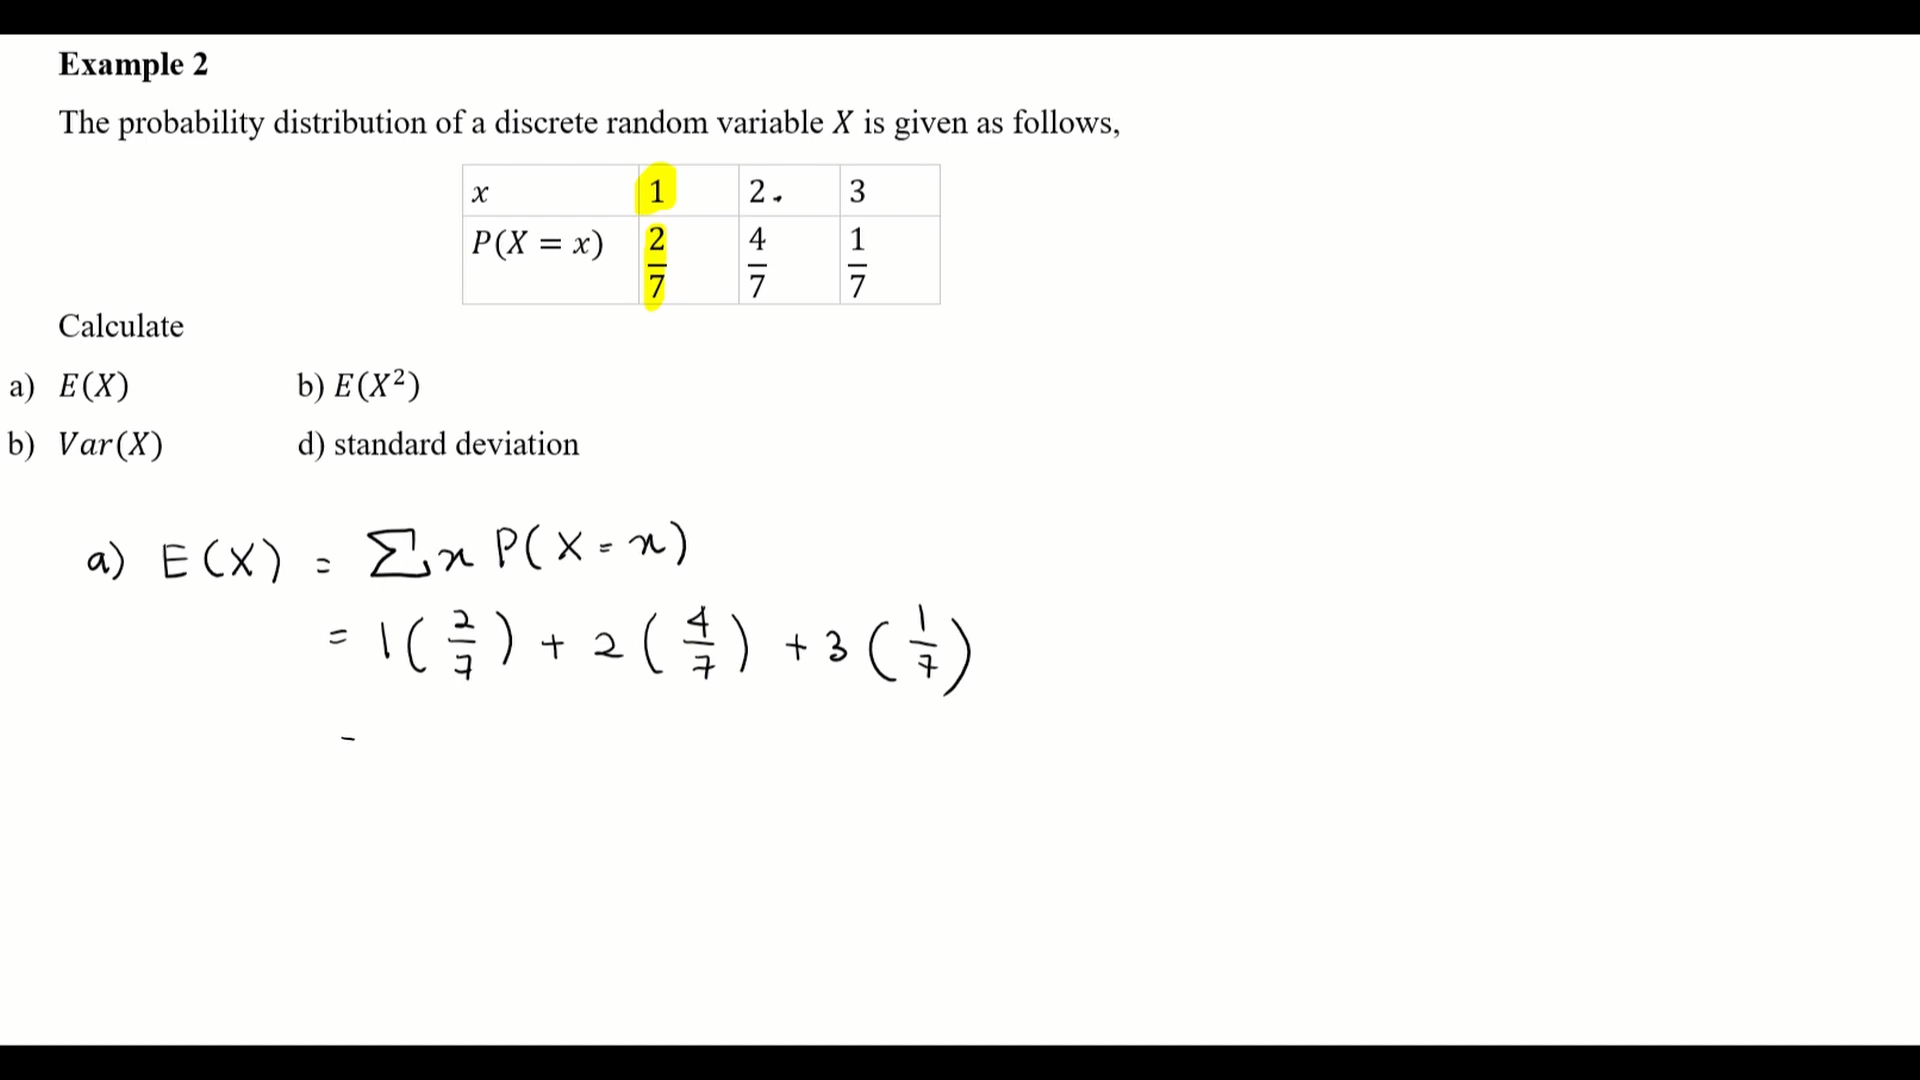 Example 2
The probability distribution of a discrete random variable X is given as follows,
x 1 2. 3
P(X = x) 2/7 4/7 1/7
Calculate
a) E(X) b) E(X²)
b) Var(X) d) standard deviation
a) E(X) = Σ x P(X = x)
= 1(2/7) + 2(4/7) + 3(1/7)
-